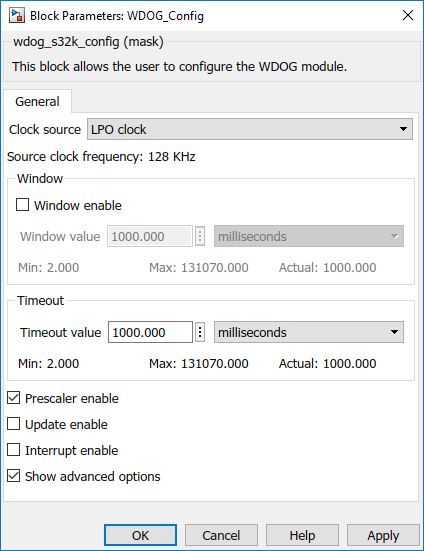 Block Parameters: WDOG_Config
wdog_s32k_config (mask)
This block allows the user to configure the WDOG module.
General
Clock source LPO clock
Source clock frequency: 128 KHz
Window
Window enable
Window value 1000.000 milliseconds
Min: 2.000 Max: 131070.000 Actual: 1000.000
Timeout
Timeout value 1000.000 milliseconds
Min: 2.000 Max: 131070.000 Actual: 1000.000
Prescaler enable
Update enable
Interrupt enable
Show advanced options
OK Cancel Help Apply